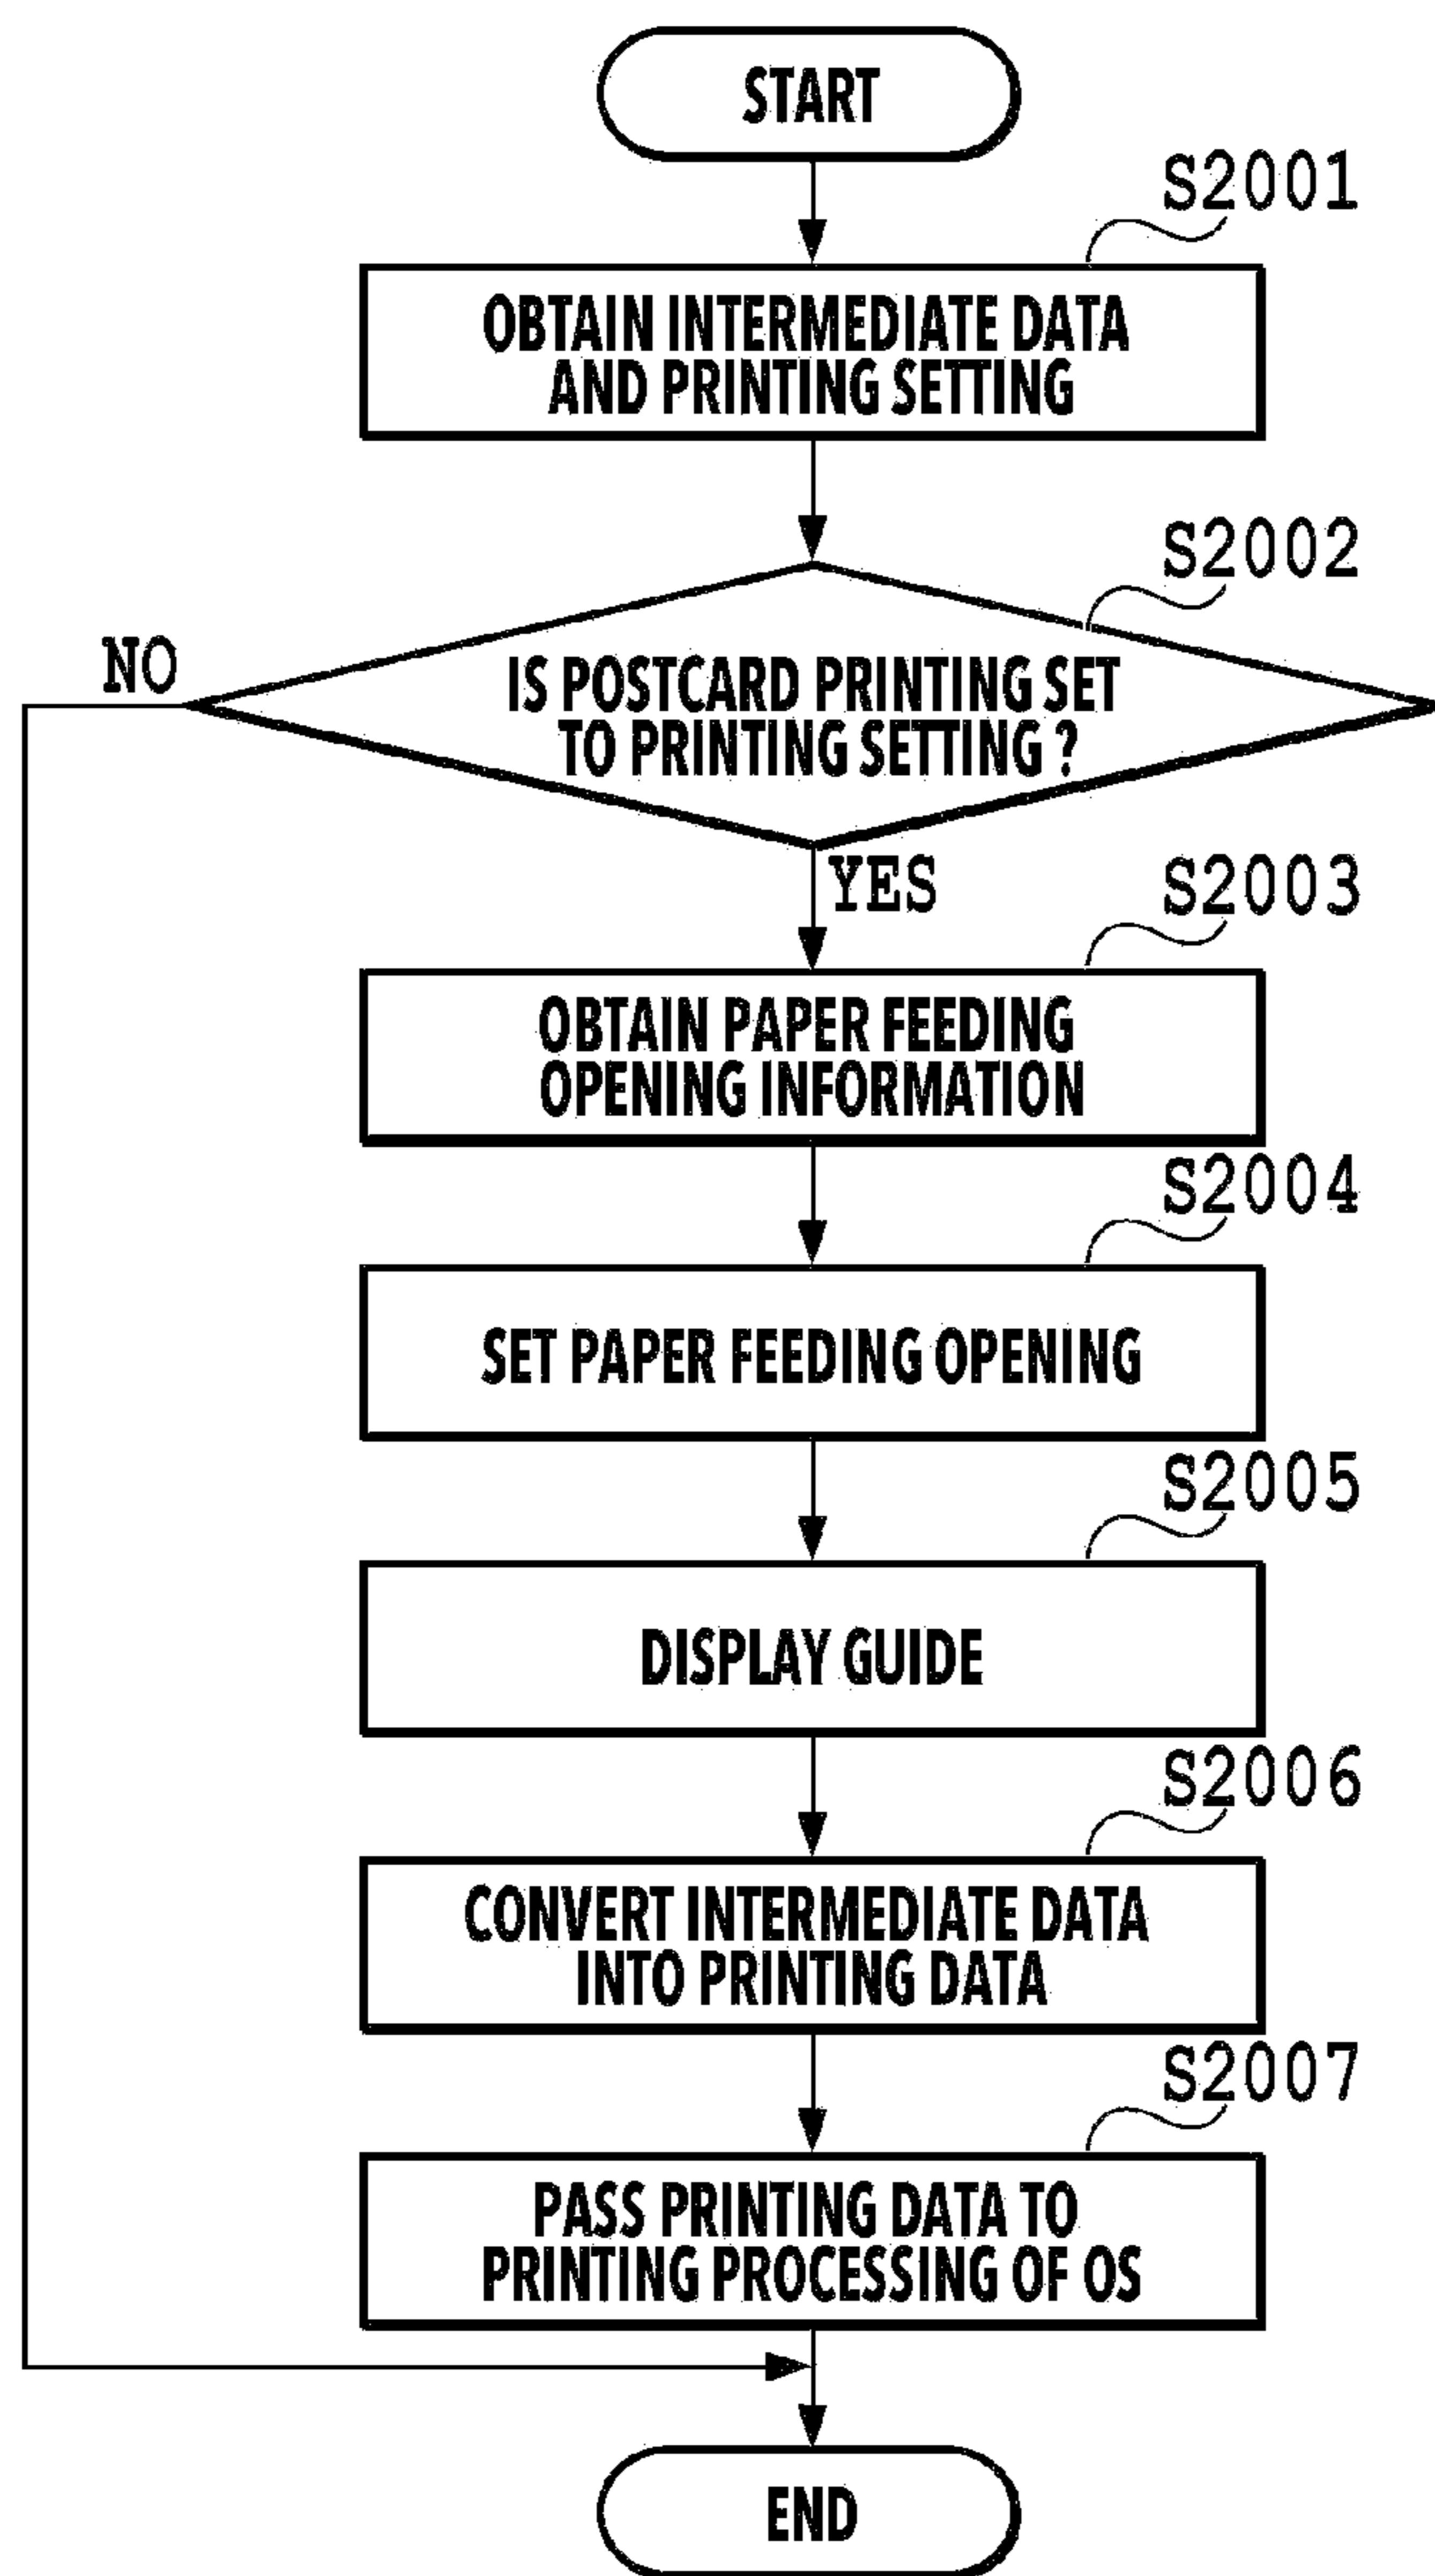 START
S2001
OBTAIN INTERMEDIATE DATA
AND PRINTING SETTING
S2002
NO
IS POSTCARD PRINTING SET
TO PRINTING SETTING ?
YES
S2003
OBTAIN PAPER FEEDING
OPENING INFORMATION
S2004
SET PAPER FEEDING OPENING
S2005
DISPLAY GUIDE
S2006
CONVERT INTERMEDIATE DATA
INTO PRINTING DATA
S2007
PASS PRINTING DATA TO
PRINTING PROCESSING OF OS
END